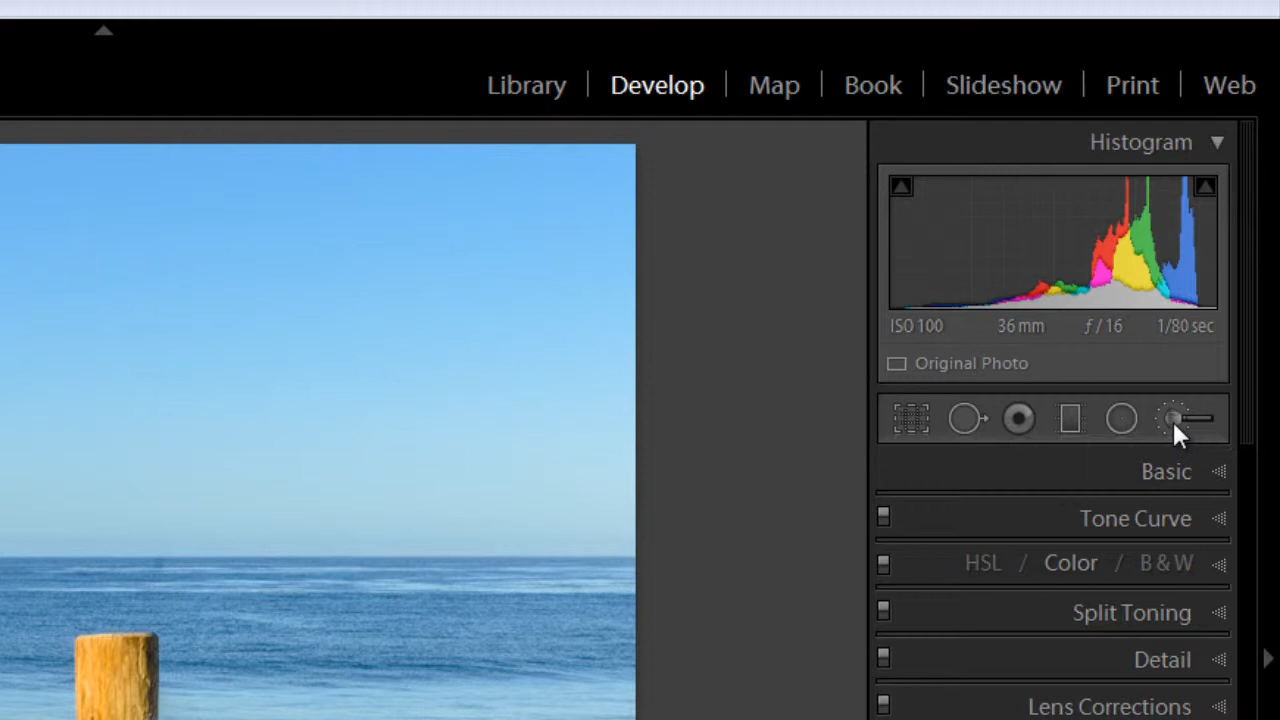 Library | Develop | Map | Book | Slideshow | Print | Web
Histogram
ISO 100 36 mm ƒ / 16 1/80 sec
Original Photo
Basic
Tone Curve
HSL / Color / B & W
Split Toning
Detail
Lens Corrections